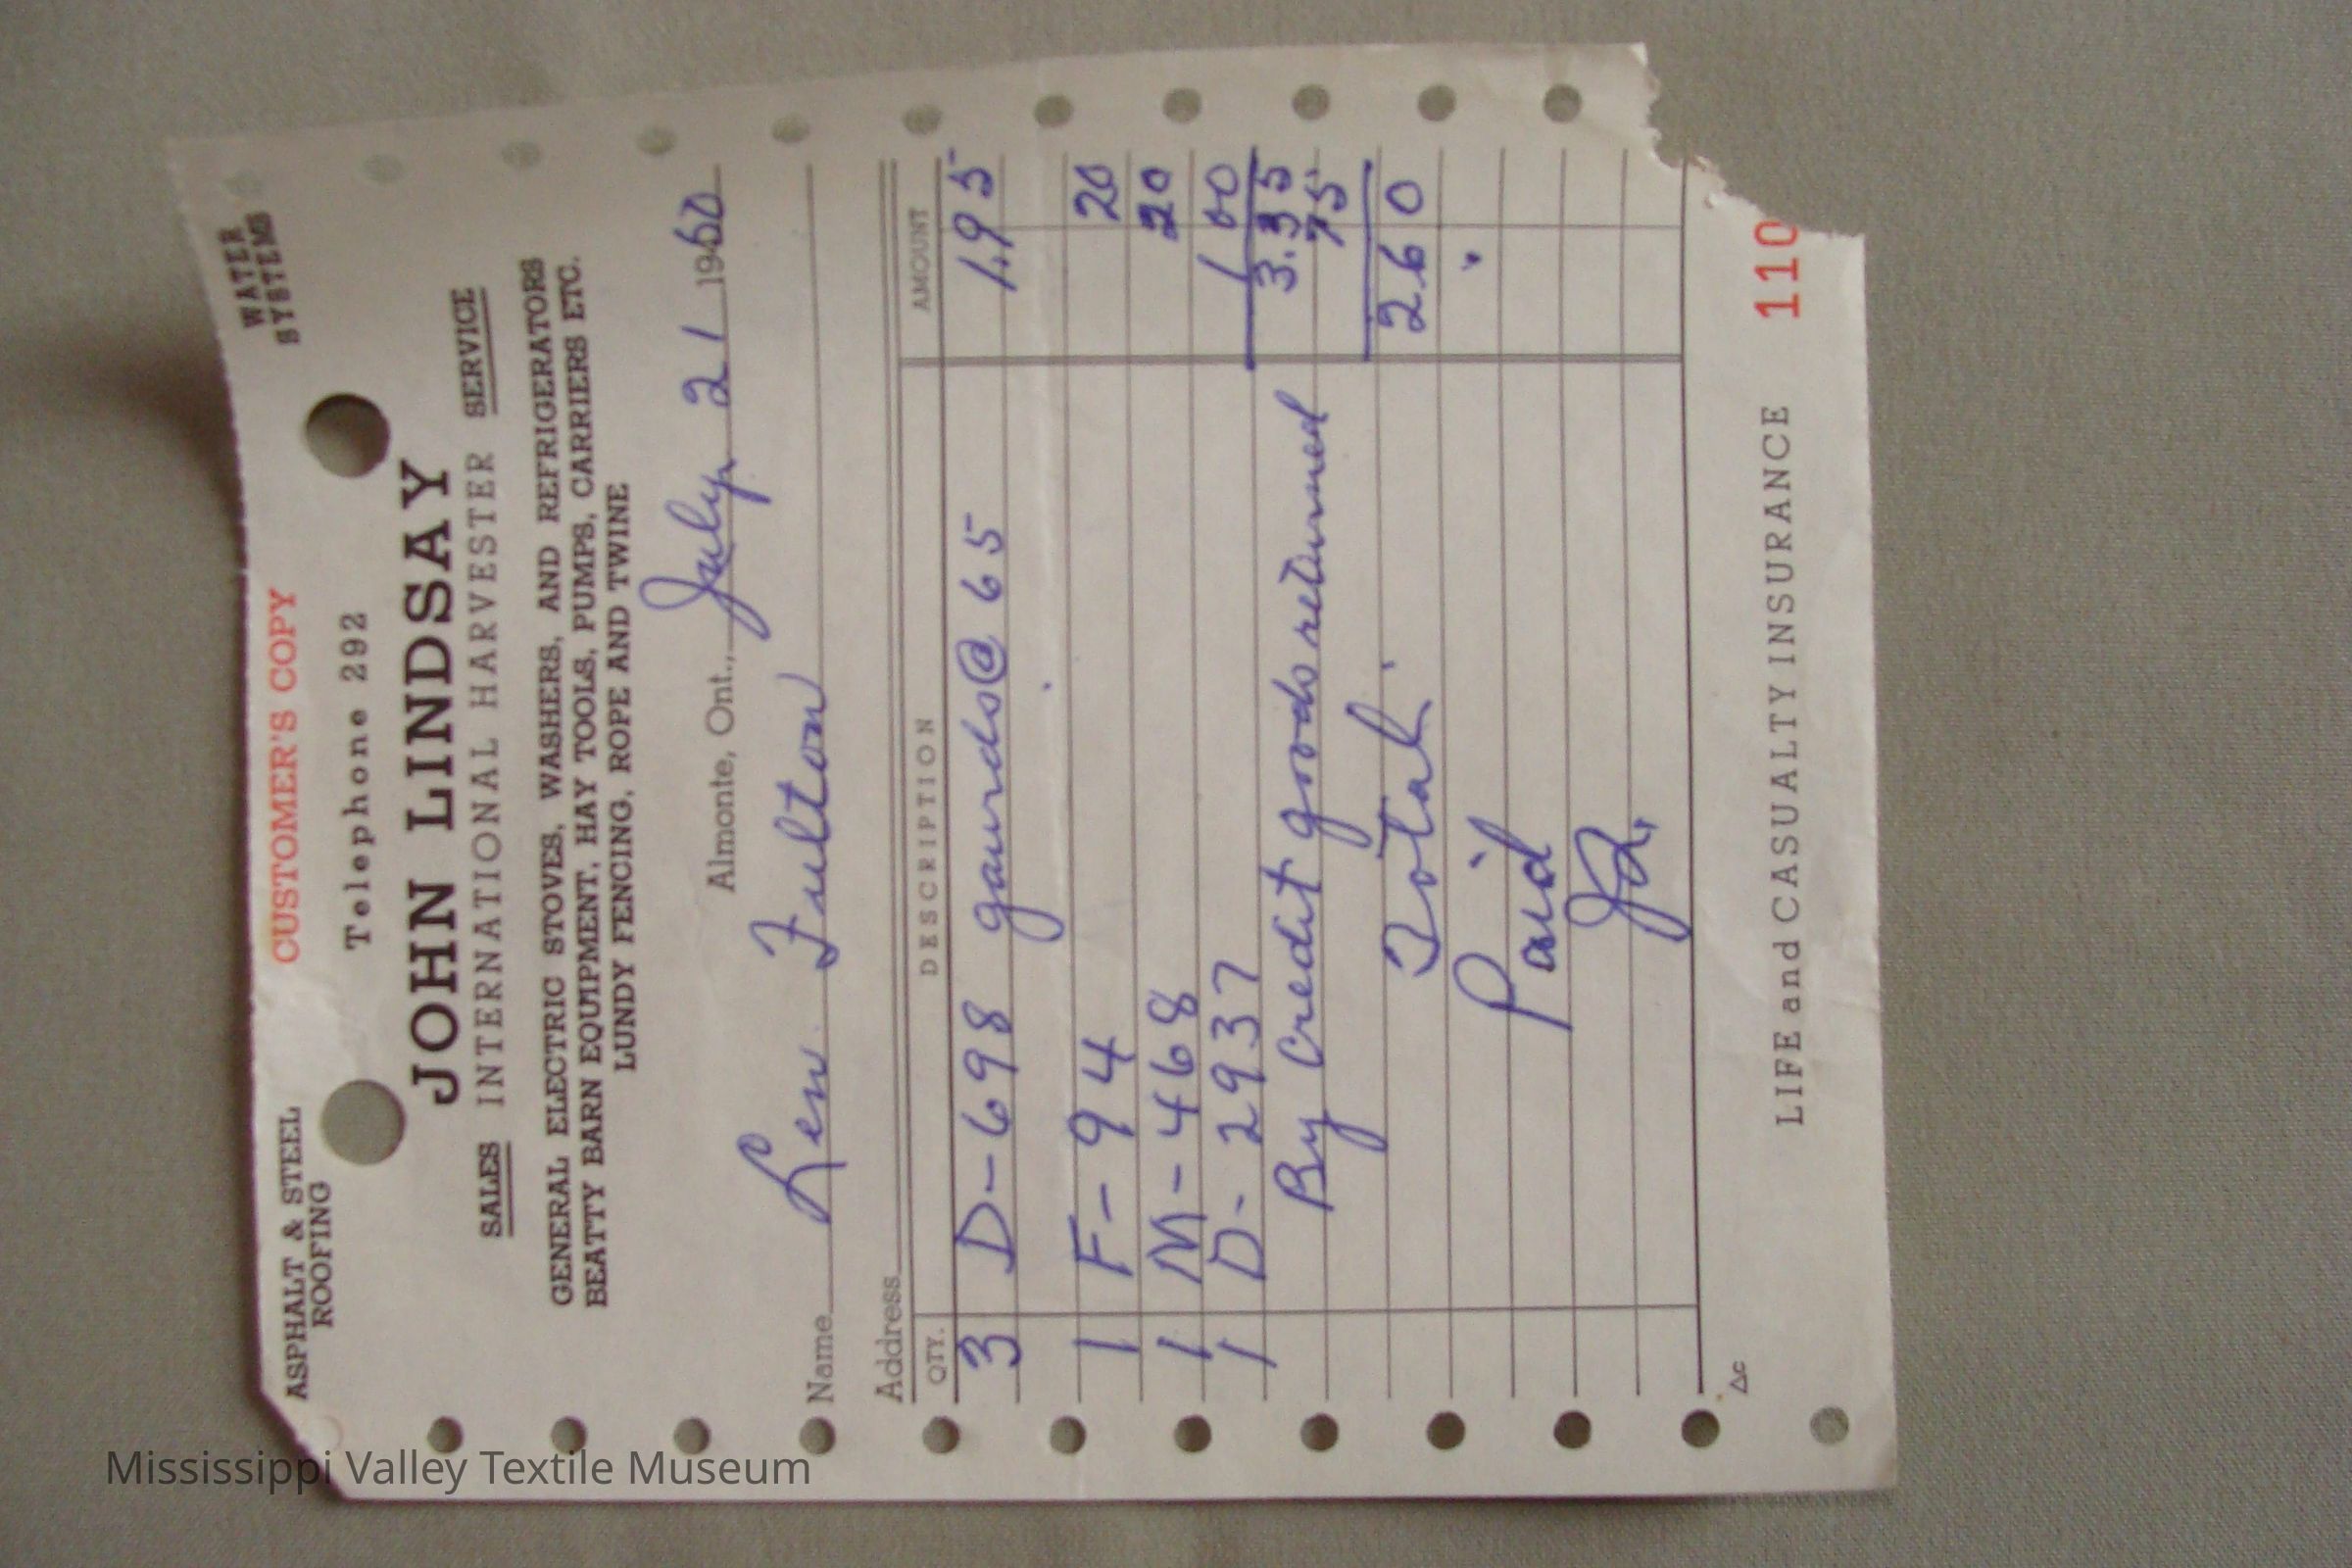 CUSTOMER'S COPY
ASPHALT & STEEL
ROOFING
Telephone 292
WATER
SYSTEMS
JOHN LINDSAY
SALES INTERNATIONAL HARVESTER SERVICE
GENERAL ELECTRIC STOVES, WASHERS, AND REFRIGERATORS
BEATTY BARN EQUIPMENT, HAY TOOLS, PUMPS, CARRIERS ETC.
LUNDY FENCING, ROPE AND TWINE
Almonte, Ont., July 21 1960
Name Len Fulton
Address
QTY. DESCRIPTION AMOUNT
3 D-698 gaurds @ 65 1.95
1 F-94 20
1 M-468 20
1 D-2937 1 00
3.35
By Credit goods returned 75
Total 2.60
Paid
LIFE and CASUALTY INSURANCE 110
Mississippi Valley Textile Museum